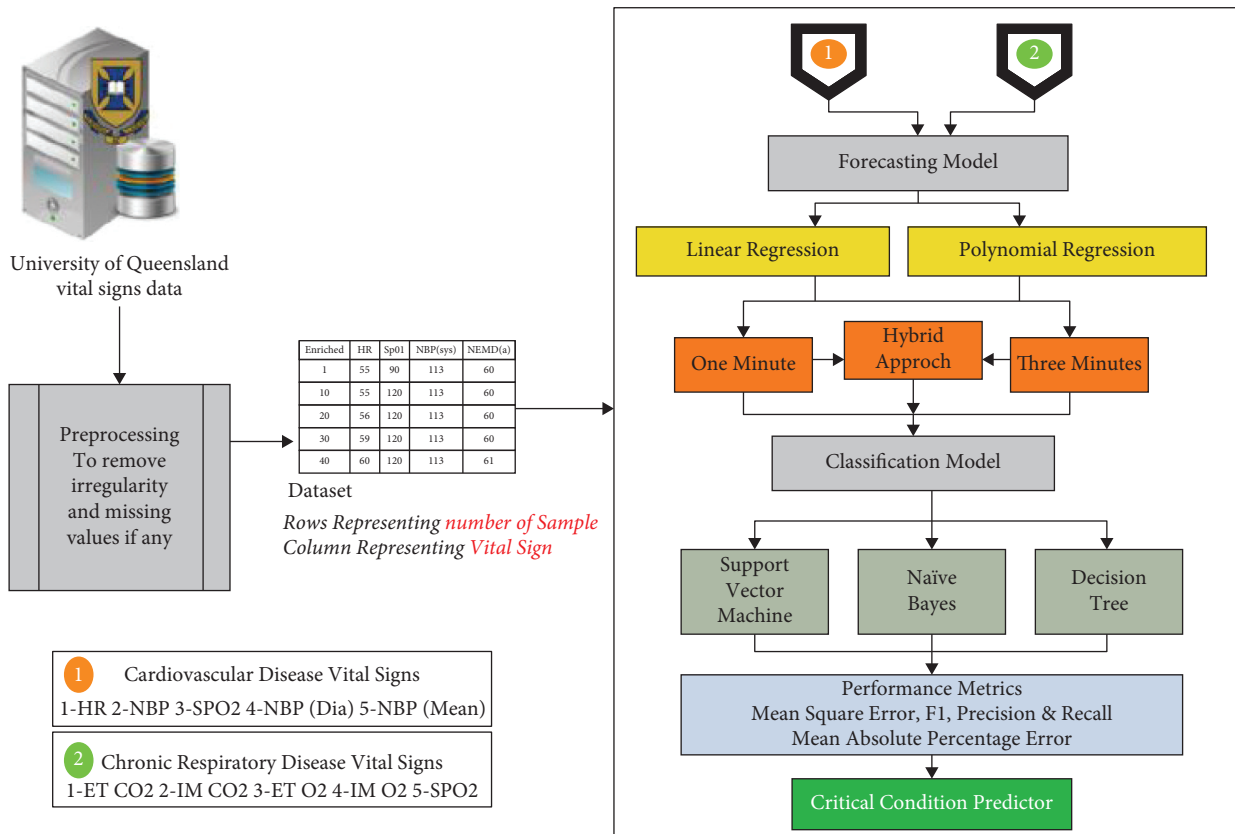 University of Queensland
vital signs data
Preprocessing
To remove
irregularity
and missing
values if any
Enriched HR Sp01 NBP(sys) NEMD(a)
1 55 90 113 60
10 55 120 113 60
20 56 120 113 60
30 59 120 113 60
40 60 120 113 61
Dataset
Rows Representing number of Sample
Column Representing Vital Sign
1 Cardiovascular Disease Vital Signs
1-HR 2-NBP 3-SPO2 4-NBP (Dia) 5-NBP (Mean)
2 Chronic Respiratory Disease Vital Signs
1-ET CO2 2-IM CO2 3-ET O2 4-IM O2 5-SPO2
1 2
Forecasting Model
Linear Regression
Polynomial Regression
One Minute
Hybrid
Approch
Three Minutes
Classification Model
Support
Vector
Machine
Naïve
Bayes
Decision
Tree
Performance Metrics
Mean Square Error, F1, Precision & Recall
Mean Absolute Percentage Error
Critical Condition Predictor